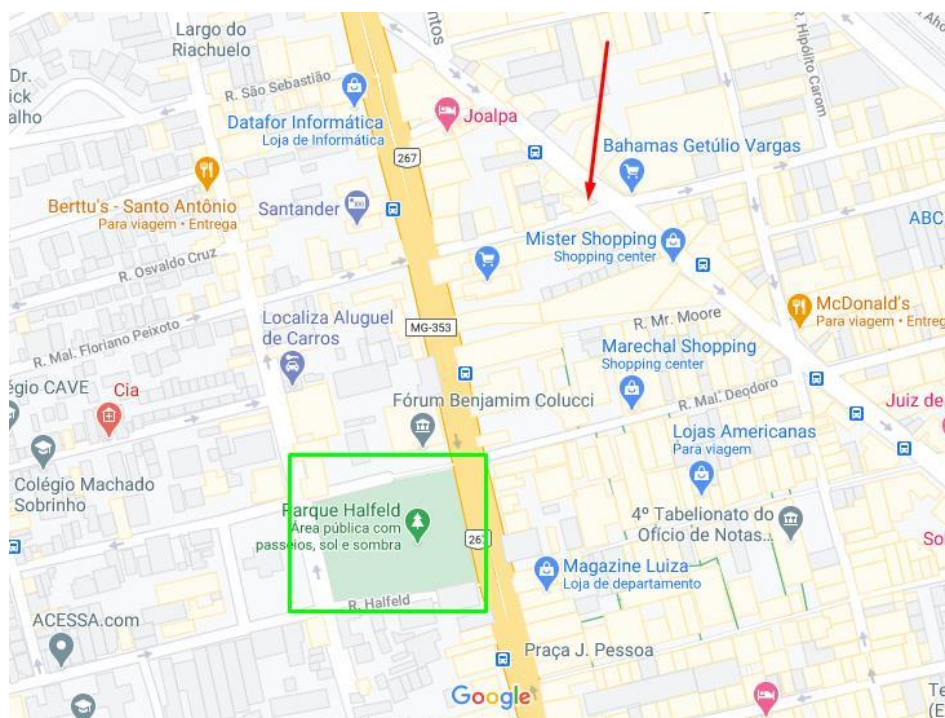 Largo do
Riachuelo
ntos
R. Hipólito Carom
Dr.
ick
alho
R. São Sebastião
Datafor Informática
Loja de Informática
Joalpa
267
Bahamas Getúlio Vargas
Berttu's - Santo Antônio
Para viagem • Entrega
Santander
Mister Shopping
Shopping center
ABC
R. Osvaldo Cruz
McDonald's
Para viagem • Entreg
R. Mal. Floriano Peixoto
Localiza Aluguel
de Carros
MG-353
R. Mr. Moore
Marechal Shopping
Shopping center
égio CAVE
Cia
Fórum Benjamim Colucci
R. Mal. Deodoro
Juiz de
Lojas Americanas
Para viagem
Colégio Machado
Sobrinho
Parque Halfeld
Área pública com
passeios, sol e sombra
267
4º Tabelionato do
Ofício de Notas...
So
Magazine Luiza
Loja de departamento
R. Halfeld
ACESSA.com
Praça J. Pessoa
Google
Te
(E